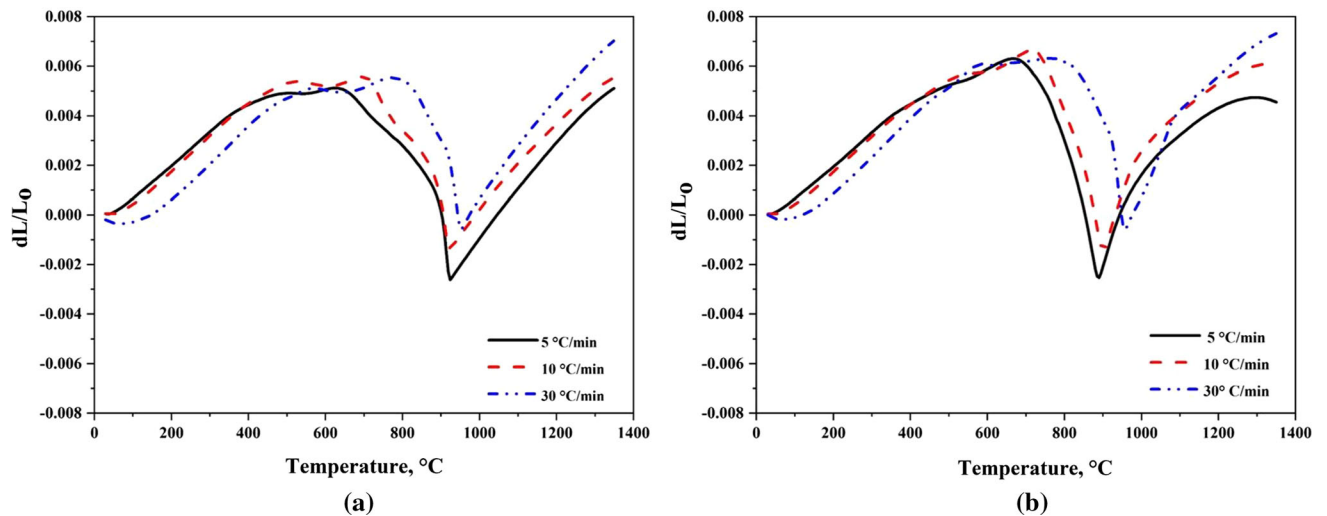 0.008
0.006
0.004
0.002
0.000
-0.002
-0.004
-0.006
-0.008
dL/Lo
0 200 400 600 800 1000 1200 1400
Temperature, °C
5 °C/min
10 °C/min
30 °C/min
(a)
0.008
0.006
0.004
0.002
0.000
-0.002
-0.004
-0.006
-0.008
dL/Lo
0 200 400 600 800 1000 1200 1400
Temperature, °C
5 °C/min
10 °C/min
30° C/min
(b)